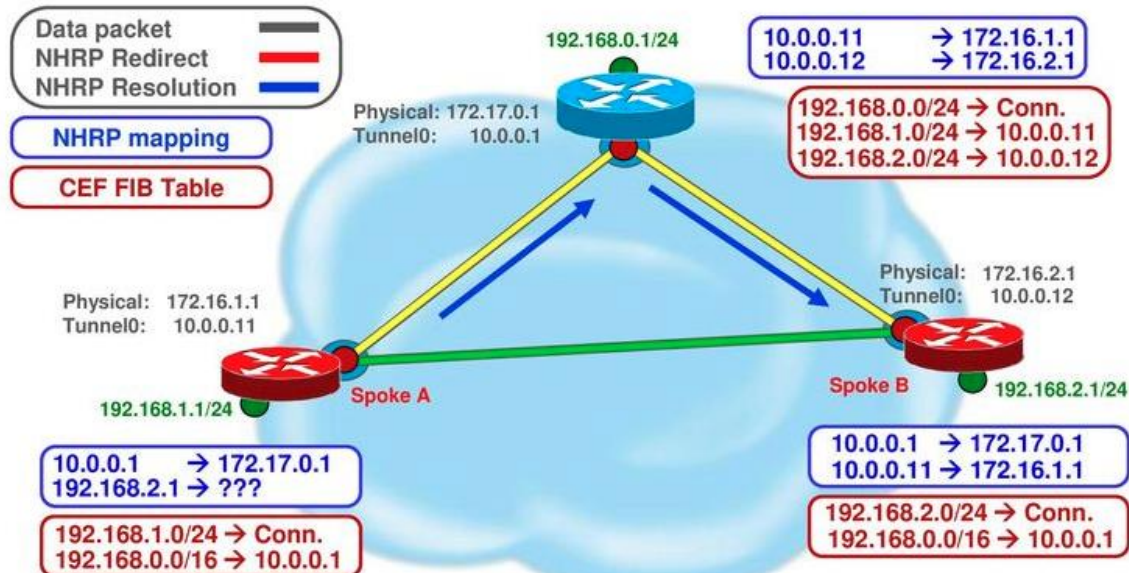 Data packet
NHRP Redirect
NHRP Resolution
NHRP mapping
CEF FIB Table
192.168.0.1/24
Physical: 172.17.0.1
Tunnel0: 10.0.0.1
10.0.0.11 → 172.16.1.1
10.0.0.12 → 172.16.2.1
192.168.0.0/24 → Conn.
192.168.1.0/24 → 10.0.0.11
192.168.2.0/24 → 10.0.0.12
Physical: 172.16.1.1
Tunnel0: 10.0.0.11
Physical: 172.16.2.1
Tunnel0: 10.0.0.12
Spoke A
Spoke B
192.168.1.1/24
192.168.2.1/24
10.0.0.1 → 172.17.0.1
192.168.2.1 → ???
192.168.1.0/24 → Conn.
192.168.0.0/16 → 10.0.0.1
10.0.0.1 → 172.17.0.1
10.0.0.11 → 172.16.1.1
192.168.2.0/24 → Conn.
192.168.0.0/16 → 10.0.0.1